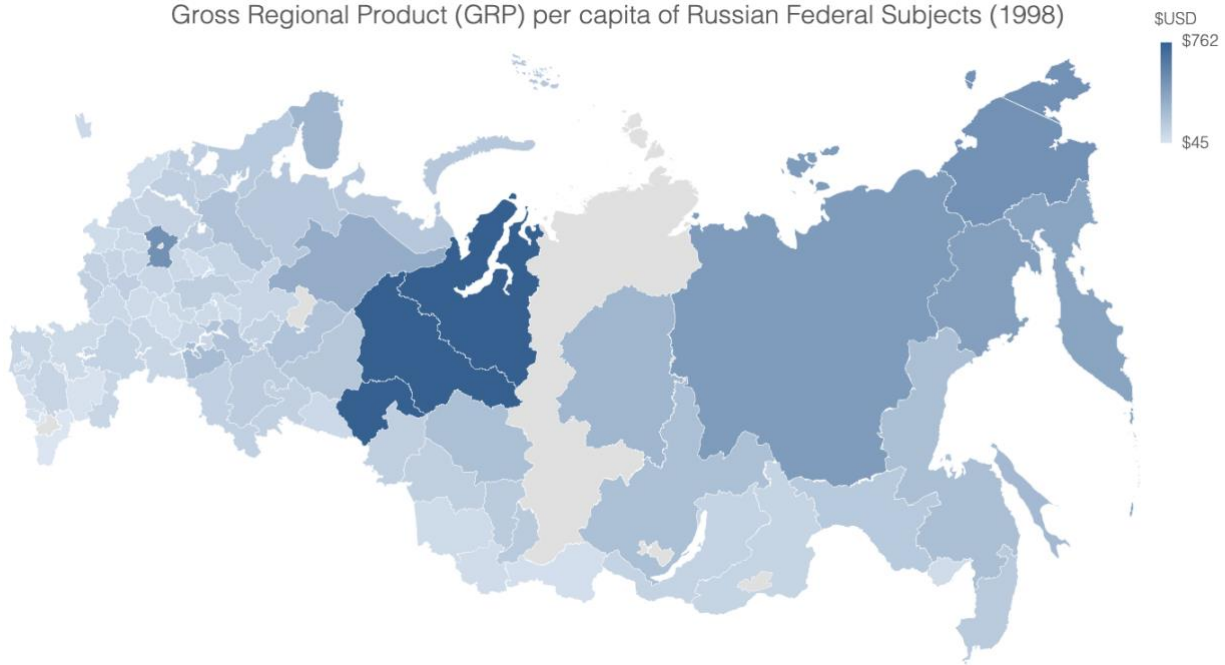 Gross Regional Product (GRP) per capita of Russian Federal Subjects (1998)
$USD
$762
$45